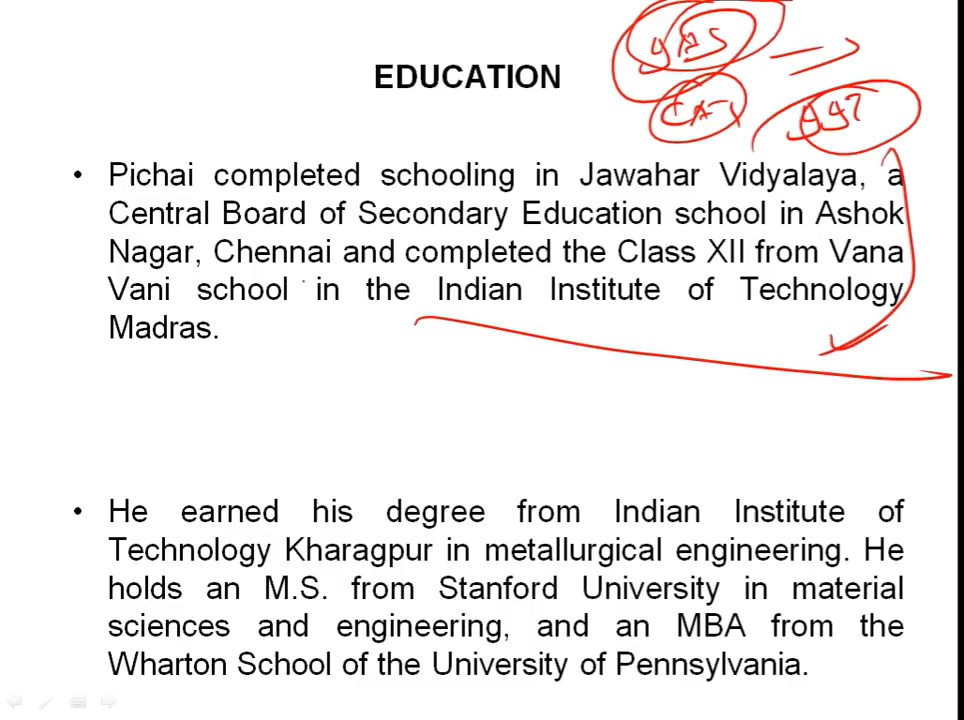 IAS
CAT
IIT
EDUCATION
• Pichai completed schooling in Jawahar Vidyalaya, a
Central Board of Secondary Education school in Ashok
Nagar, Chennai and completed the Class XII from Vana
Vani school in the Indian Institute of Technology
Madras.
• He earned his degree from Indian Institute of
Technology Kharagpur in metallurgical engineering. He
holds an M.S. from Stanford University in material
sciences and engineering, and an MBA from the
Wharton School of the University of Pennsylvania.